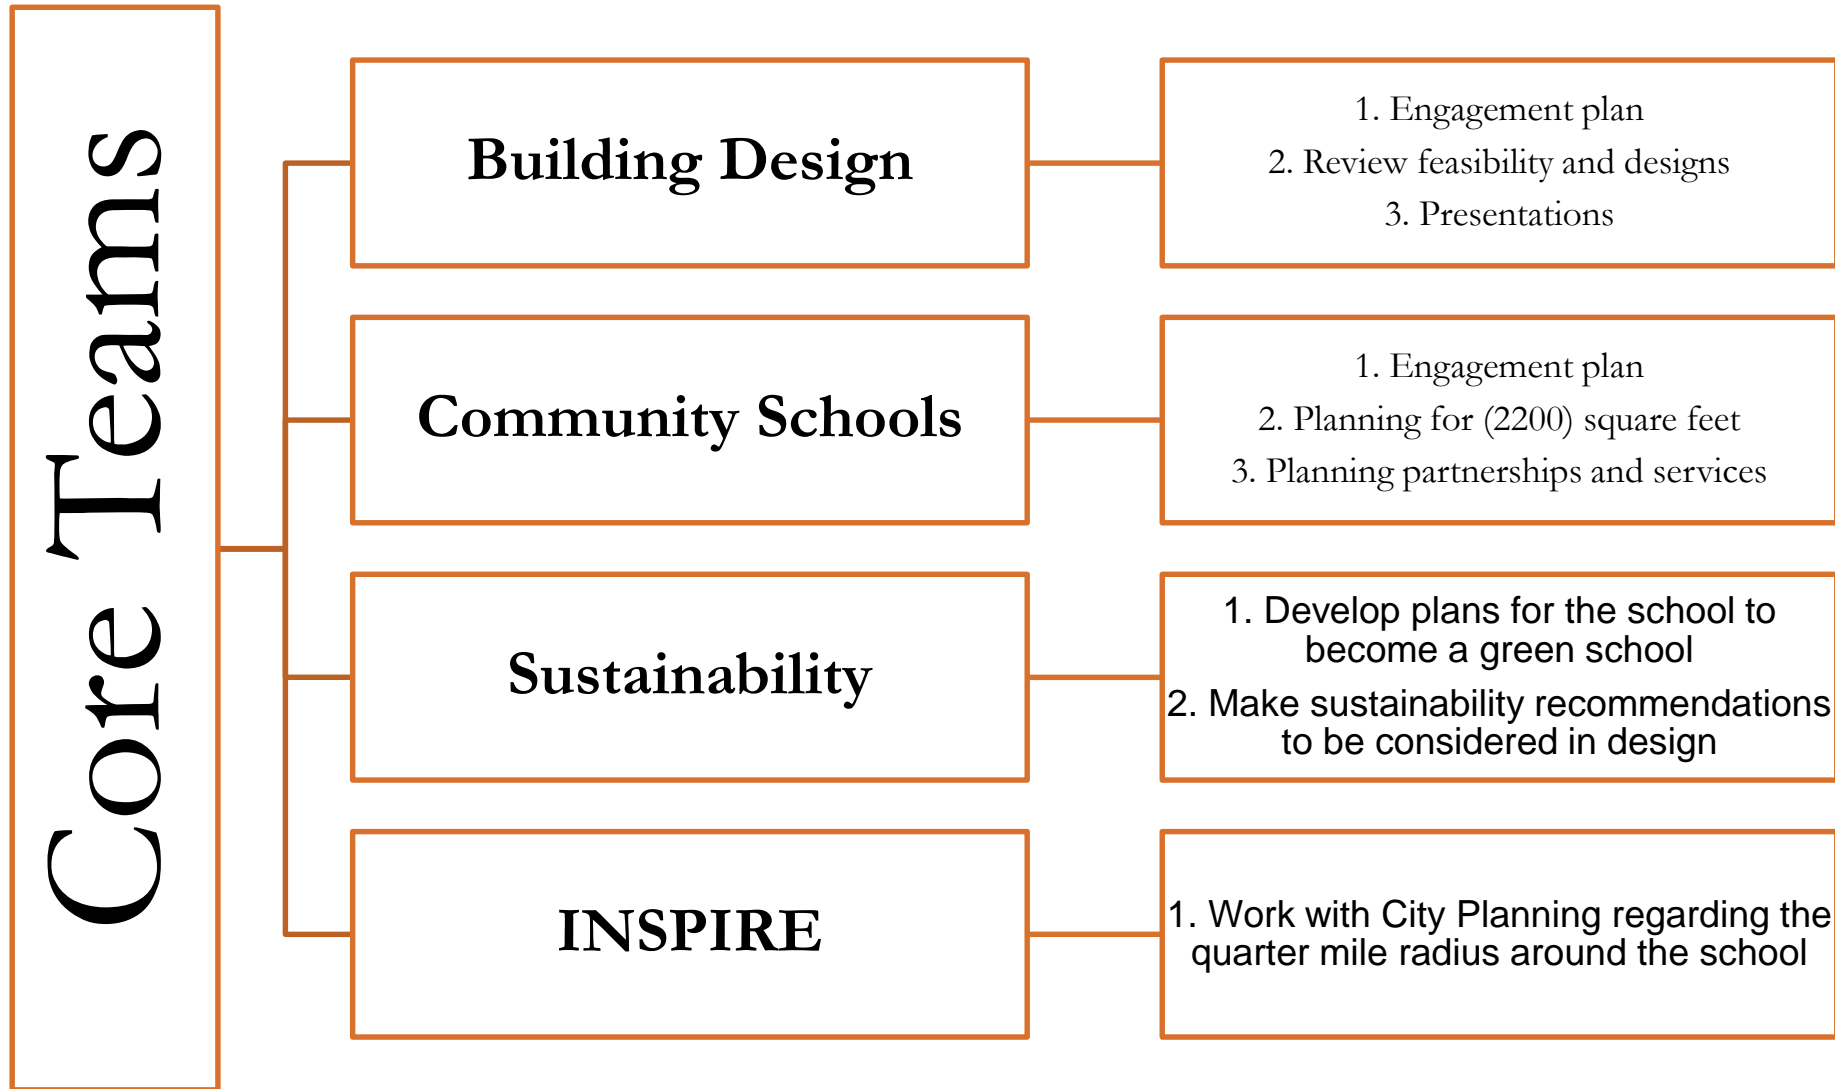 Core Teams
Building Design
1. Engagement plan
2. Review feasibility and designs
3. Presentations
Community Schools
1. Engagement plan
2. Planning for (2200) square feet
3. Planning partnerships and services
Sustainability
1. Develop plans for the school to
become a green school
2. Make sustainability recommendations
to be considered in design
INSPIRE
1. Work with City Planning regarding the
quarter mile radius around the school